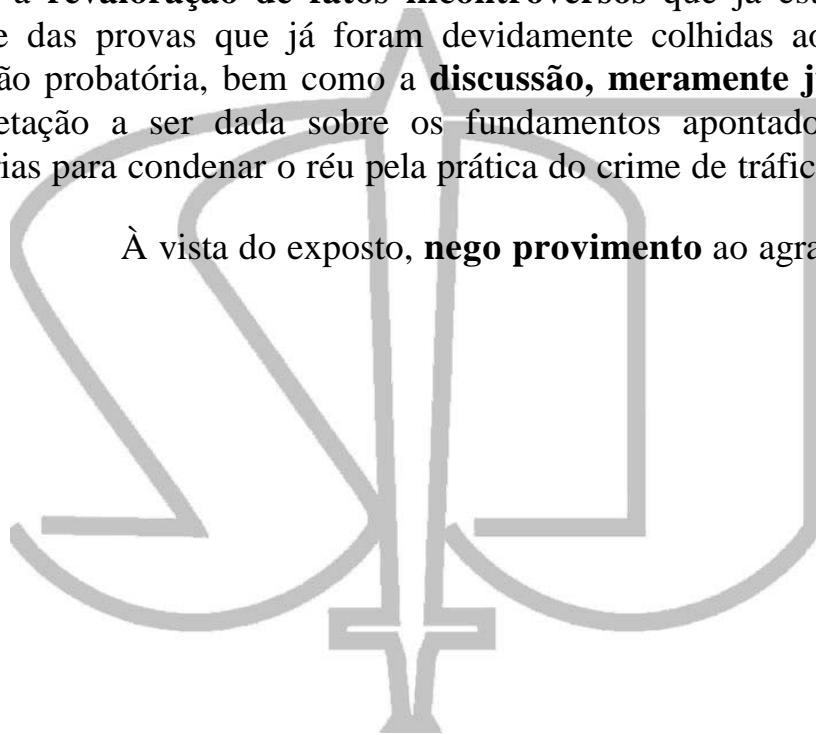 a revaloração de fatos incontroversos que já est
e das provas que já foram devidamente colhidas ao
ão probatória, bem como a discussão, meramente j
etação a ser dada sobre os fundamentos apontado
rias para condenar o réu pela prática do crime de tráfic
À vista do exposto, nego provimento ao agra